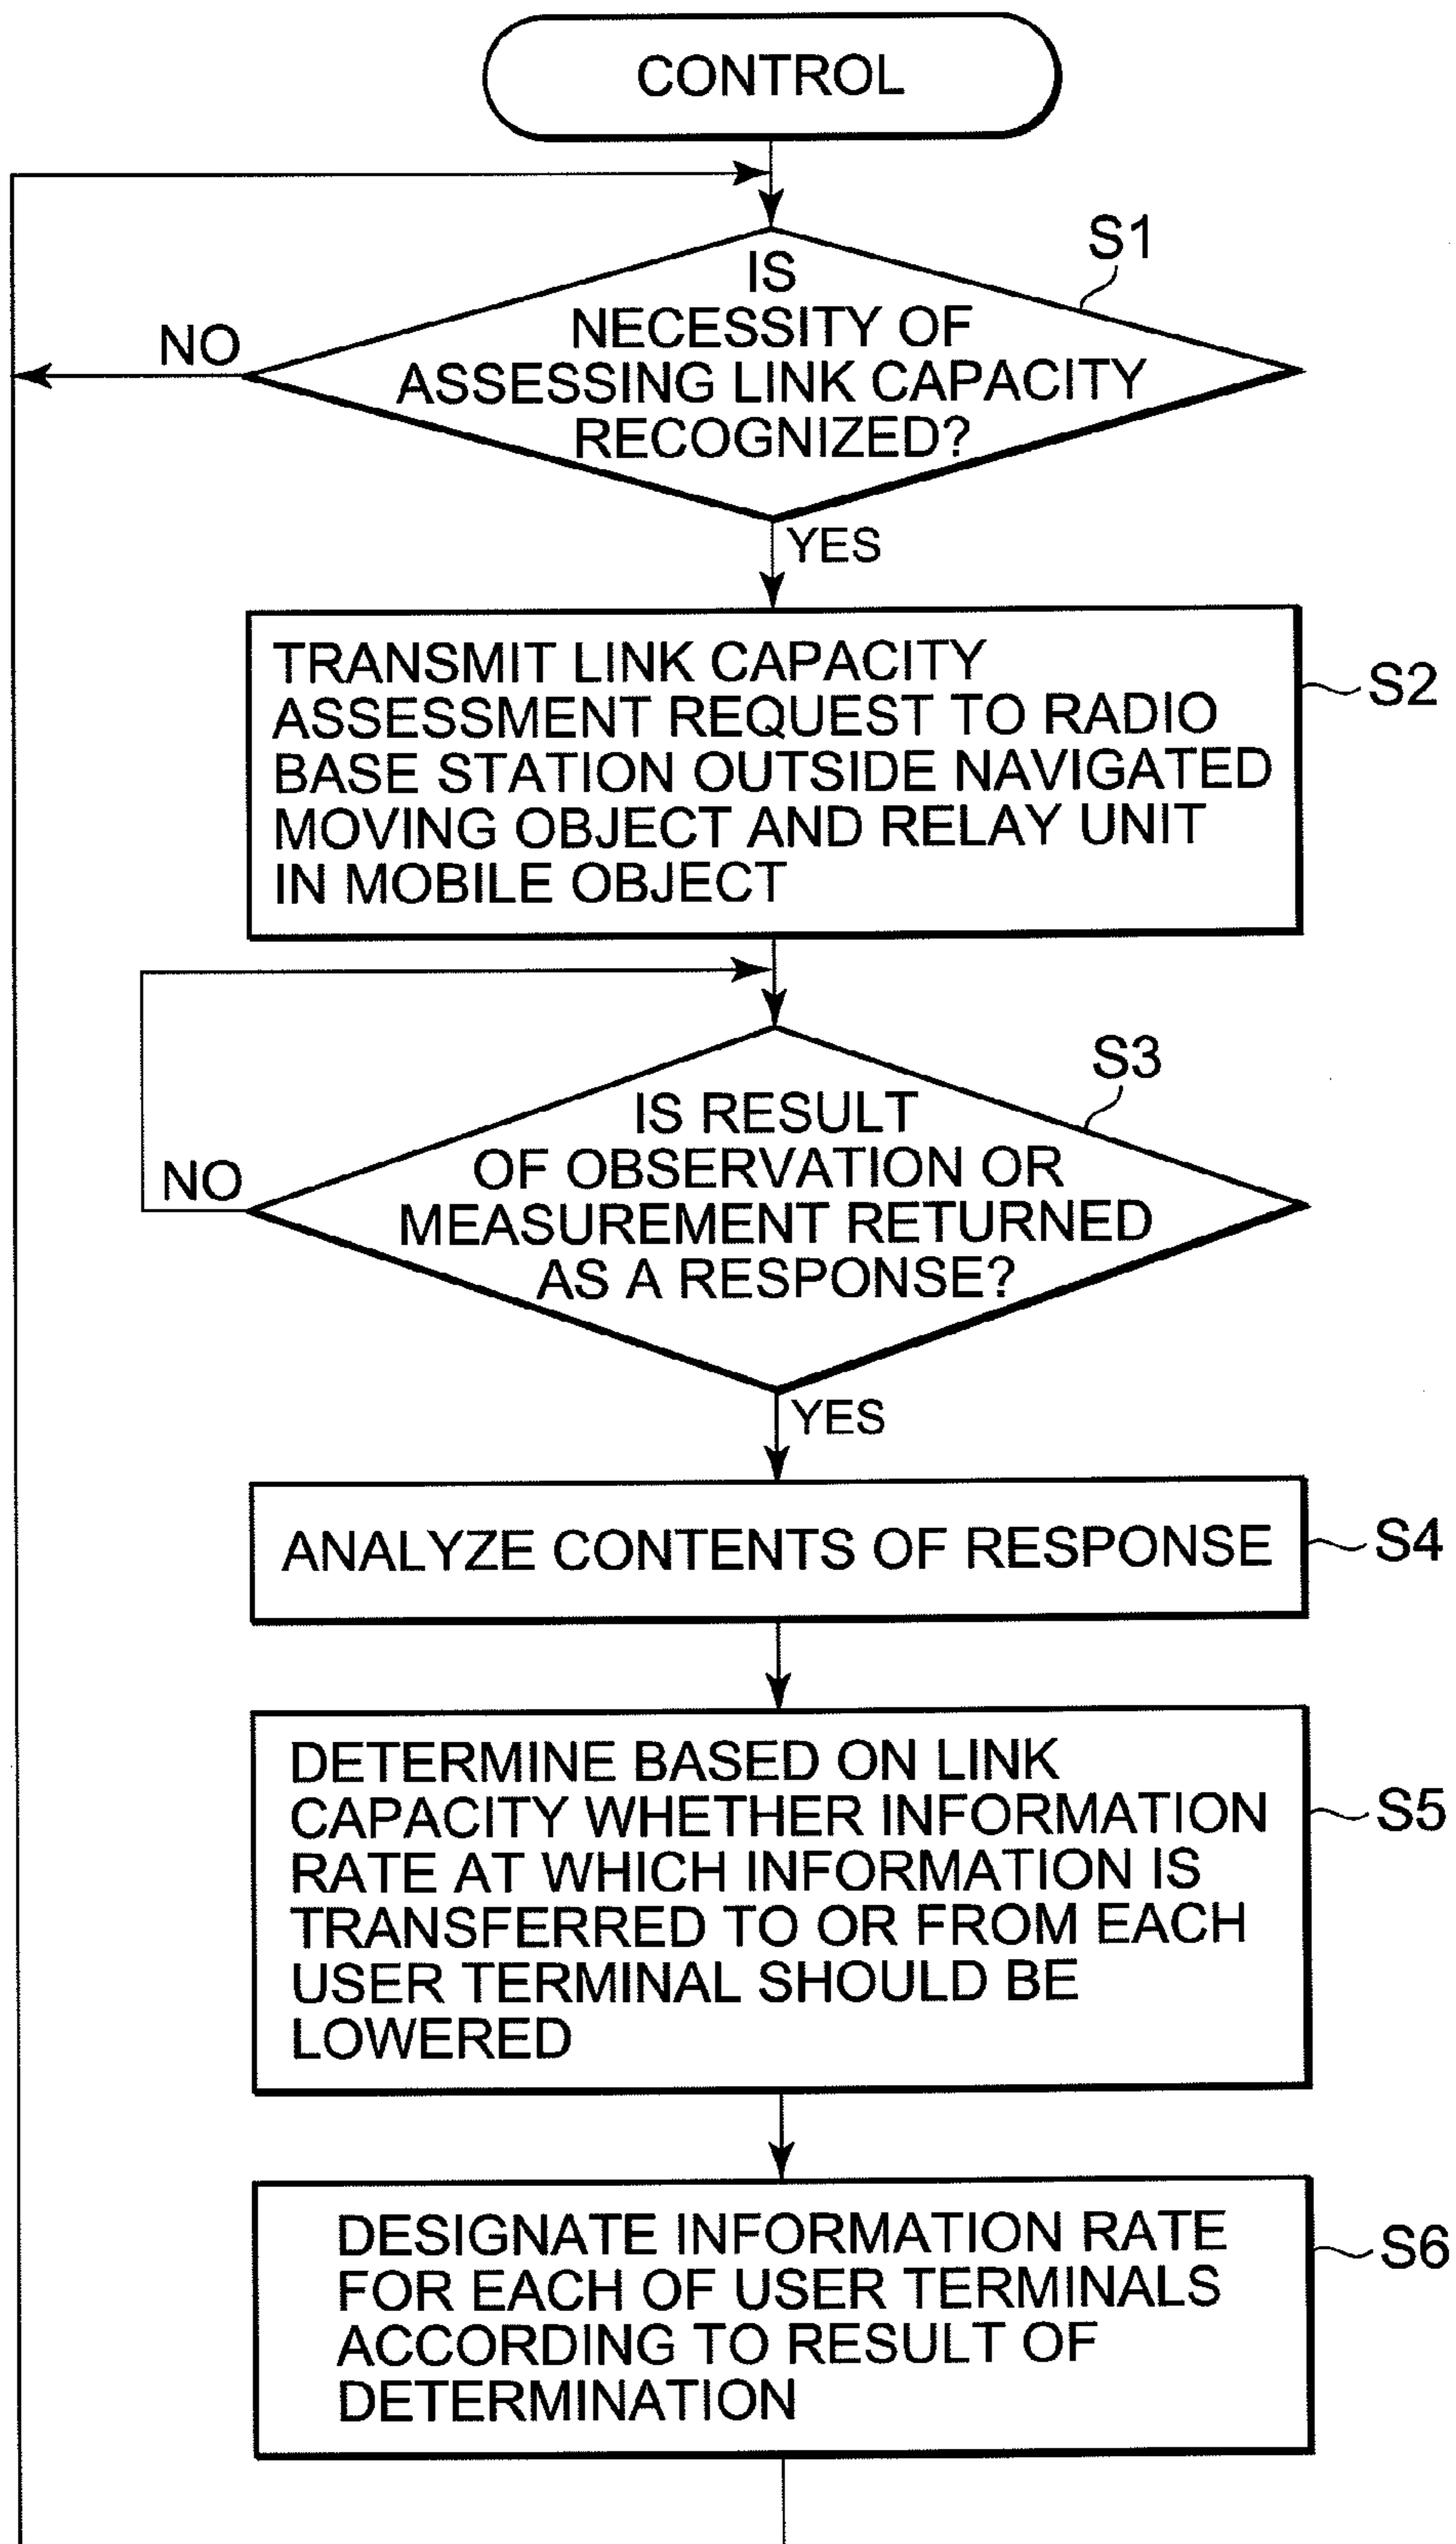 CONTROL
S1
IS
NECESSITY OF
ASSESSING LINK CAPACITY
RECOGNIZED?
NO
YES
TRANSMIT LINK CAPACITY
ASSESSMENT REQUEST TO RADIO
BASE STATION OUTSIDE NAVIGATED
MOVING OBJECT AND RELAY UNIT
IN MOBILE OBJECT
S2
S3
IS RESULT
OF OBSERVATION OR
MEASUREMENT RETURNED
AS A RESPONSE?
NO
YES
ANALYZE CONTENTS OF RESPONSE
S4
DETERMINE BASED ON LINK
CAPACITY WHETHER INFORMATION
RATE AT WHICH INFORMATION IS
TRANSFERRED TO OR FROM EACH
USER TERMINAL SHOULD BE
LOWERED
S5
DESIGNATE INFORMATION RATE
FOR EACH OF USER TERMINALS
ACCORDING TO RESULT OF
DETERMINATION
S6